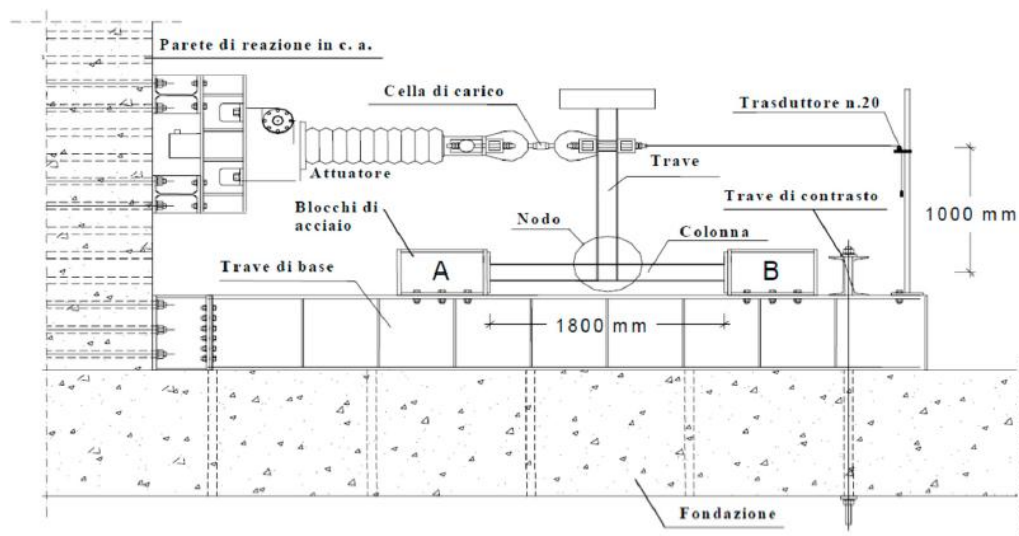 Parete di reazione in c. a.
Cella di carico
Trasduttore n.20
Attuatore
Trave
Trave di contrasto
Blocchi di
acciaio
Nodo
Colonna
1000 mm
Trave di base
A
B
1800 mm
Fondazione